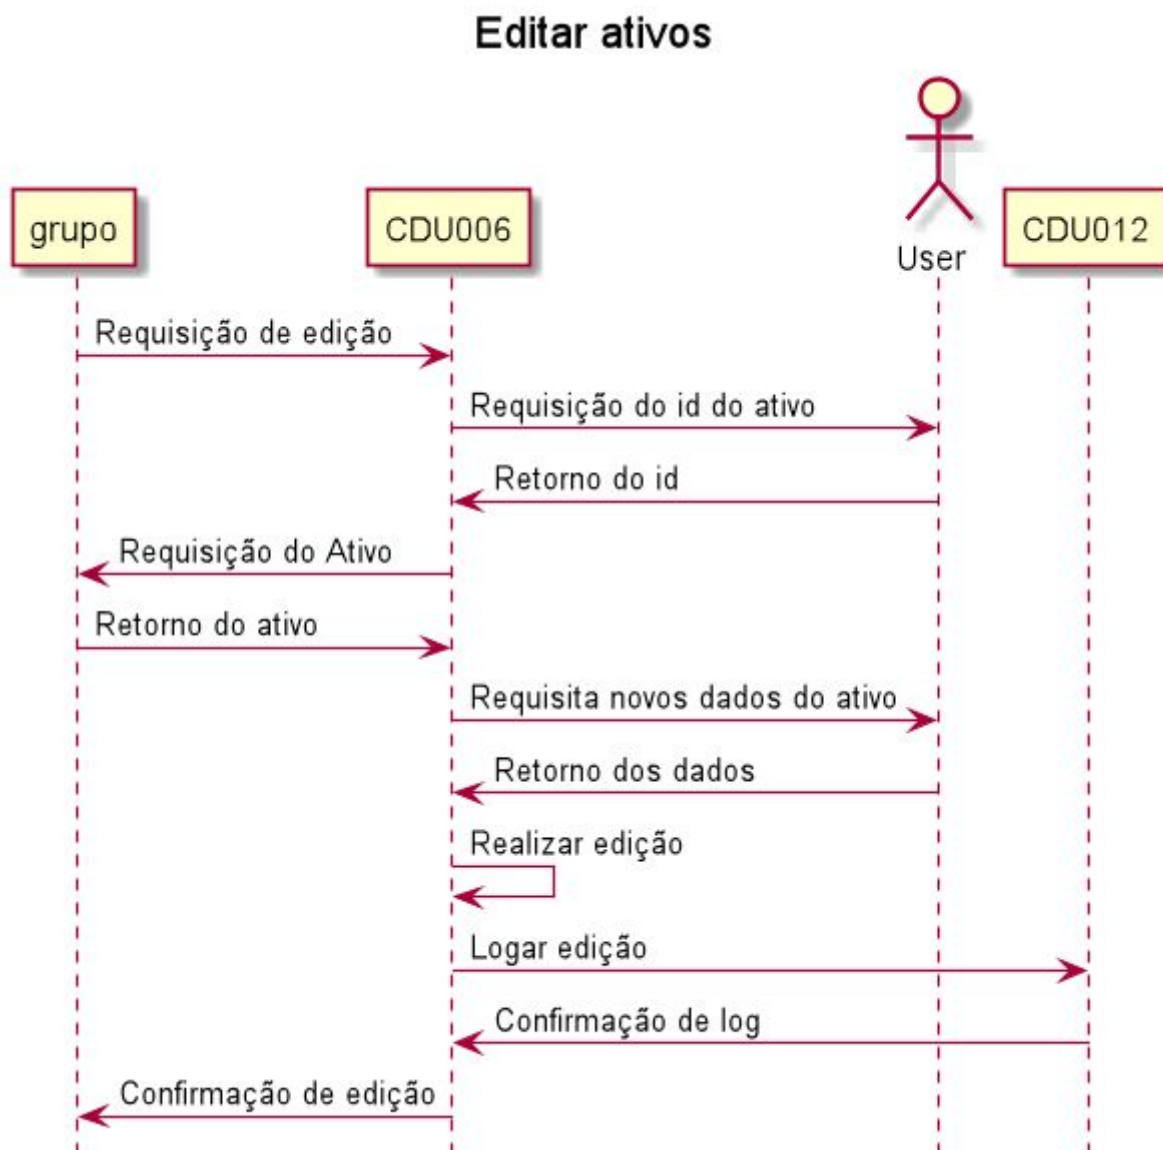 Editar ativos
grupo
CDU006
User
CDU012
Requisição de edição
Requisição do id do ativo
Retorno do id
Requisição do Ativo
Retorno do ativo
Requisita novos dados do ativo
Retorno dos dados
Realizar edição
Logar edição
Confirmação de log
Confirmação de edição